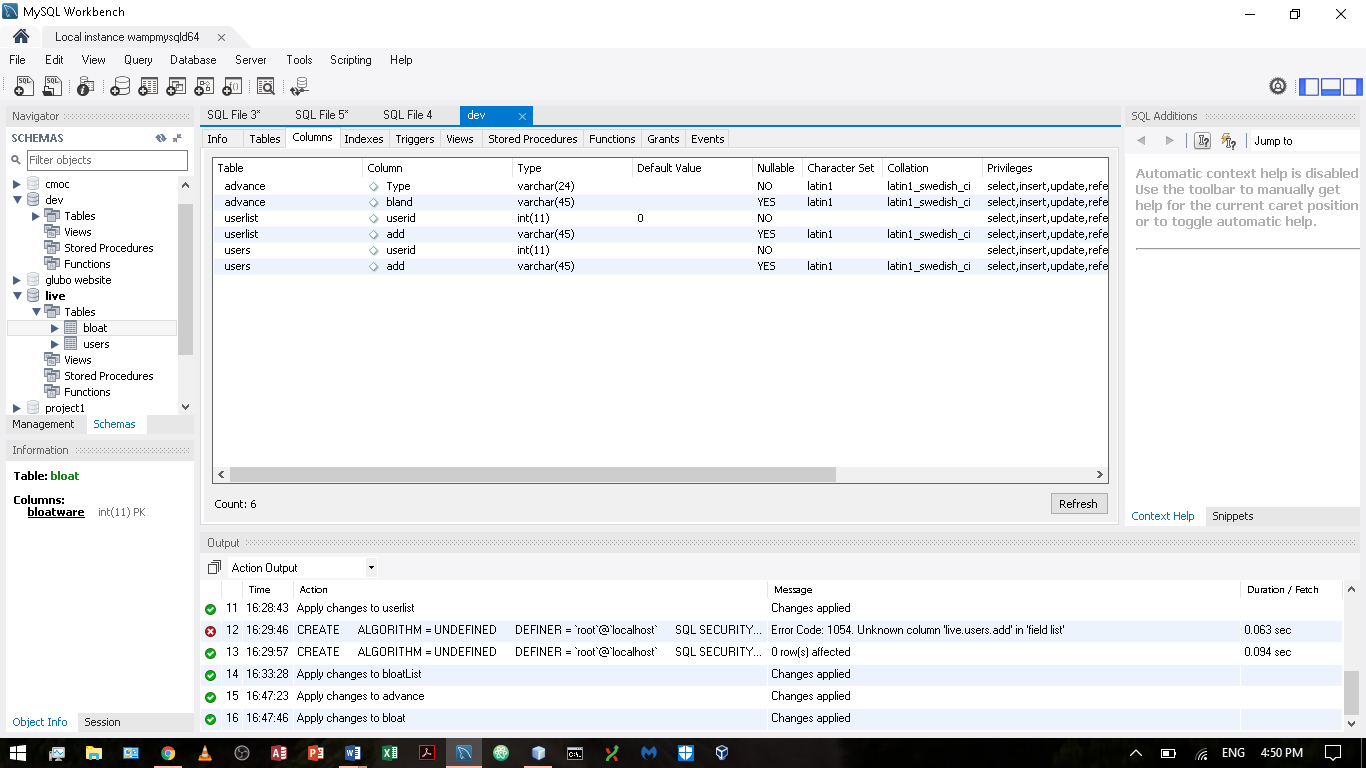 MySQL Workbench
Local instance wampmysqld64
File Edit View Query Database Server Tools Scripting Help
Navigator
SCHEMAS
Filter objects
cmoc
dev
Tables
Views
Stored Procedures
Functions
glubo website
live
Tables
bloat
users
Views
Stored Procedures
Functions
project1
Management Schemas
Information
Table: bloat
Columns:
bloatware int(11) PK
Object Info Session
SQL File 3* SQL File 5* SQL File 4 dev
Info Tables Columns Indexes Triggers Views Stored Procedures Functions Grants Events
Table Column Type Default Value Nullable Character Set Collation Privileges
advance Type varchar(24) NO latin1 latin1_swedish_ci select,insert,update,refe
advance bland varchar(45) YES latin1 latin1_swedish_ci select,insert,update,refe
userlist userid int(11) 0 NO select,insert,update,refe
userlist add varchar(45) YES latin1 latin1_swedish_ci select,insert,update,refe
users userid int(11) NO select,insert,update,refe
users add varchar(45) YES latin1 latin1_swedish_ci select,insert,update,refe
Count: 6
Refresh
SQL Additions
Jump to
Automatic context help is disabled
Use the toolbar to manually get
help for the current caret position
or to toggle automatic help.
Context Help Snippets
Output
Action Output
Time Action Message Duration / Fetch
11 16:28:43 Apply changes to userlist Changes applied
12 16:29:46 CREATE ALGORITHM = UNDEFINED DEFINER = `root`@`localhost` SQL SECURITY... Error Code: 1054. Unknown column 'live.users.add' in 'field list' 0.063 sec
13 16:29:57 CREATE ALGORITHM = UNDEFINED DEFINER = `root`@`localhost` SQL SECURITY... 0 row(s) affected 0.094 sec
14 16:33:28 Apply changes to bloatList Changes applied
15 16:47:23 Apply changes to advance Changes applied
16 16:47:46 Apply changes to bloat Changes applied
ENG 4:50 PM